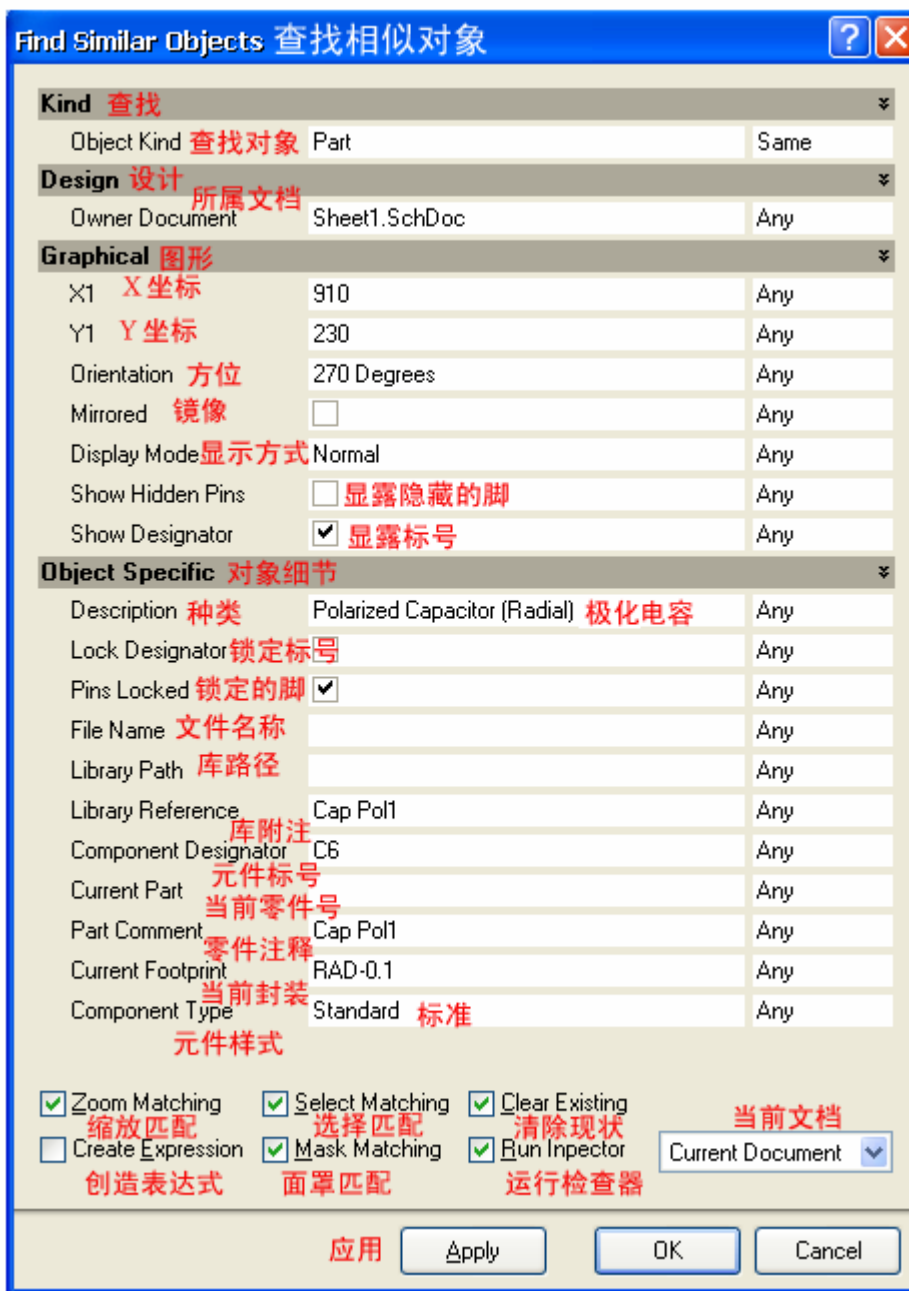 Find Similar Objects 查找相似对象
Kind 查找
Object Kind 查找对象 Part Same
Design 设计
所属文档
Owner Document Sheet1.SchDoc Any
Graphical 图形
X1 X 坐标 910 Any
Y1 Y 坐标 230 Any
Orientation 方位 270 Degrees Any
Mirrored 镜像 Any
Display Mode 显示方式 Normal Any
Show Hidden Pins 显露隐藏的脚 Any
Show Designator 显露标号 Any
Object Specific 对象细节
Description 种类 Polarized Capacitor (Radial) 极化电容 Any
Lock Designator 锁定标号 Any
Pins Locked 锁定的脚 Any
File Name 文件名称 Any
Library Path 库路径 Any
Library Reference Cap Pol1 Any
库附注
Component Designator C6 Any
元件标号
Current Part Any
当前零件号
Part Comment Cap Pol1 Any
零件注释
Current Footprint RAD-0.1 Any
当前封装
Component Type Standard 标准 Any
元件样式
Zoom Matching Select Matching Clear Existing
缩放匹配 选择匹配 清除现状 当前文档
Create Expression Mask Matching Run Inpector Current Document
创造表达式 面罩匹配 运行检查器
应用 Apply OK Cancel